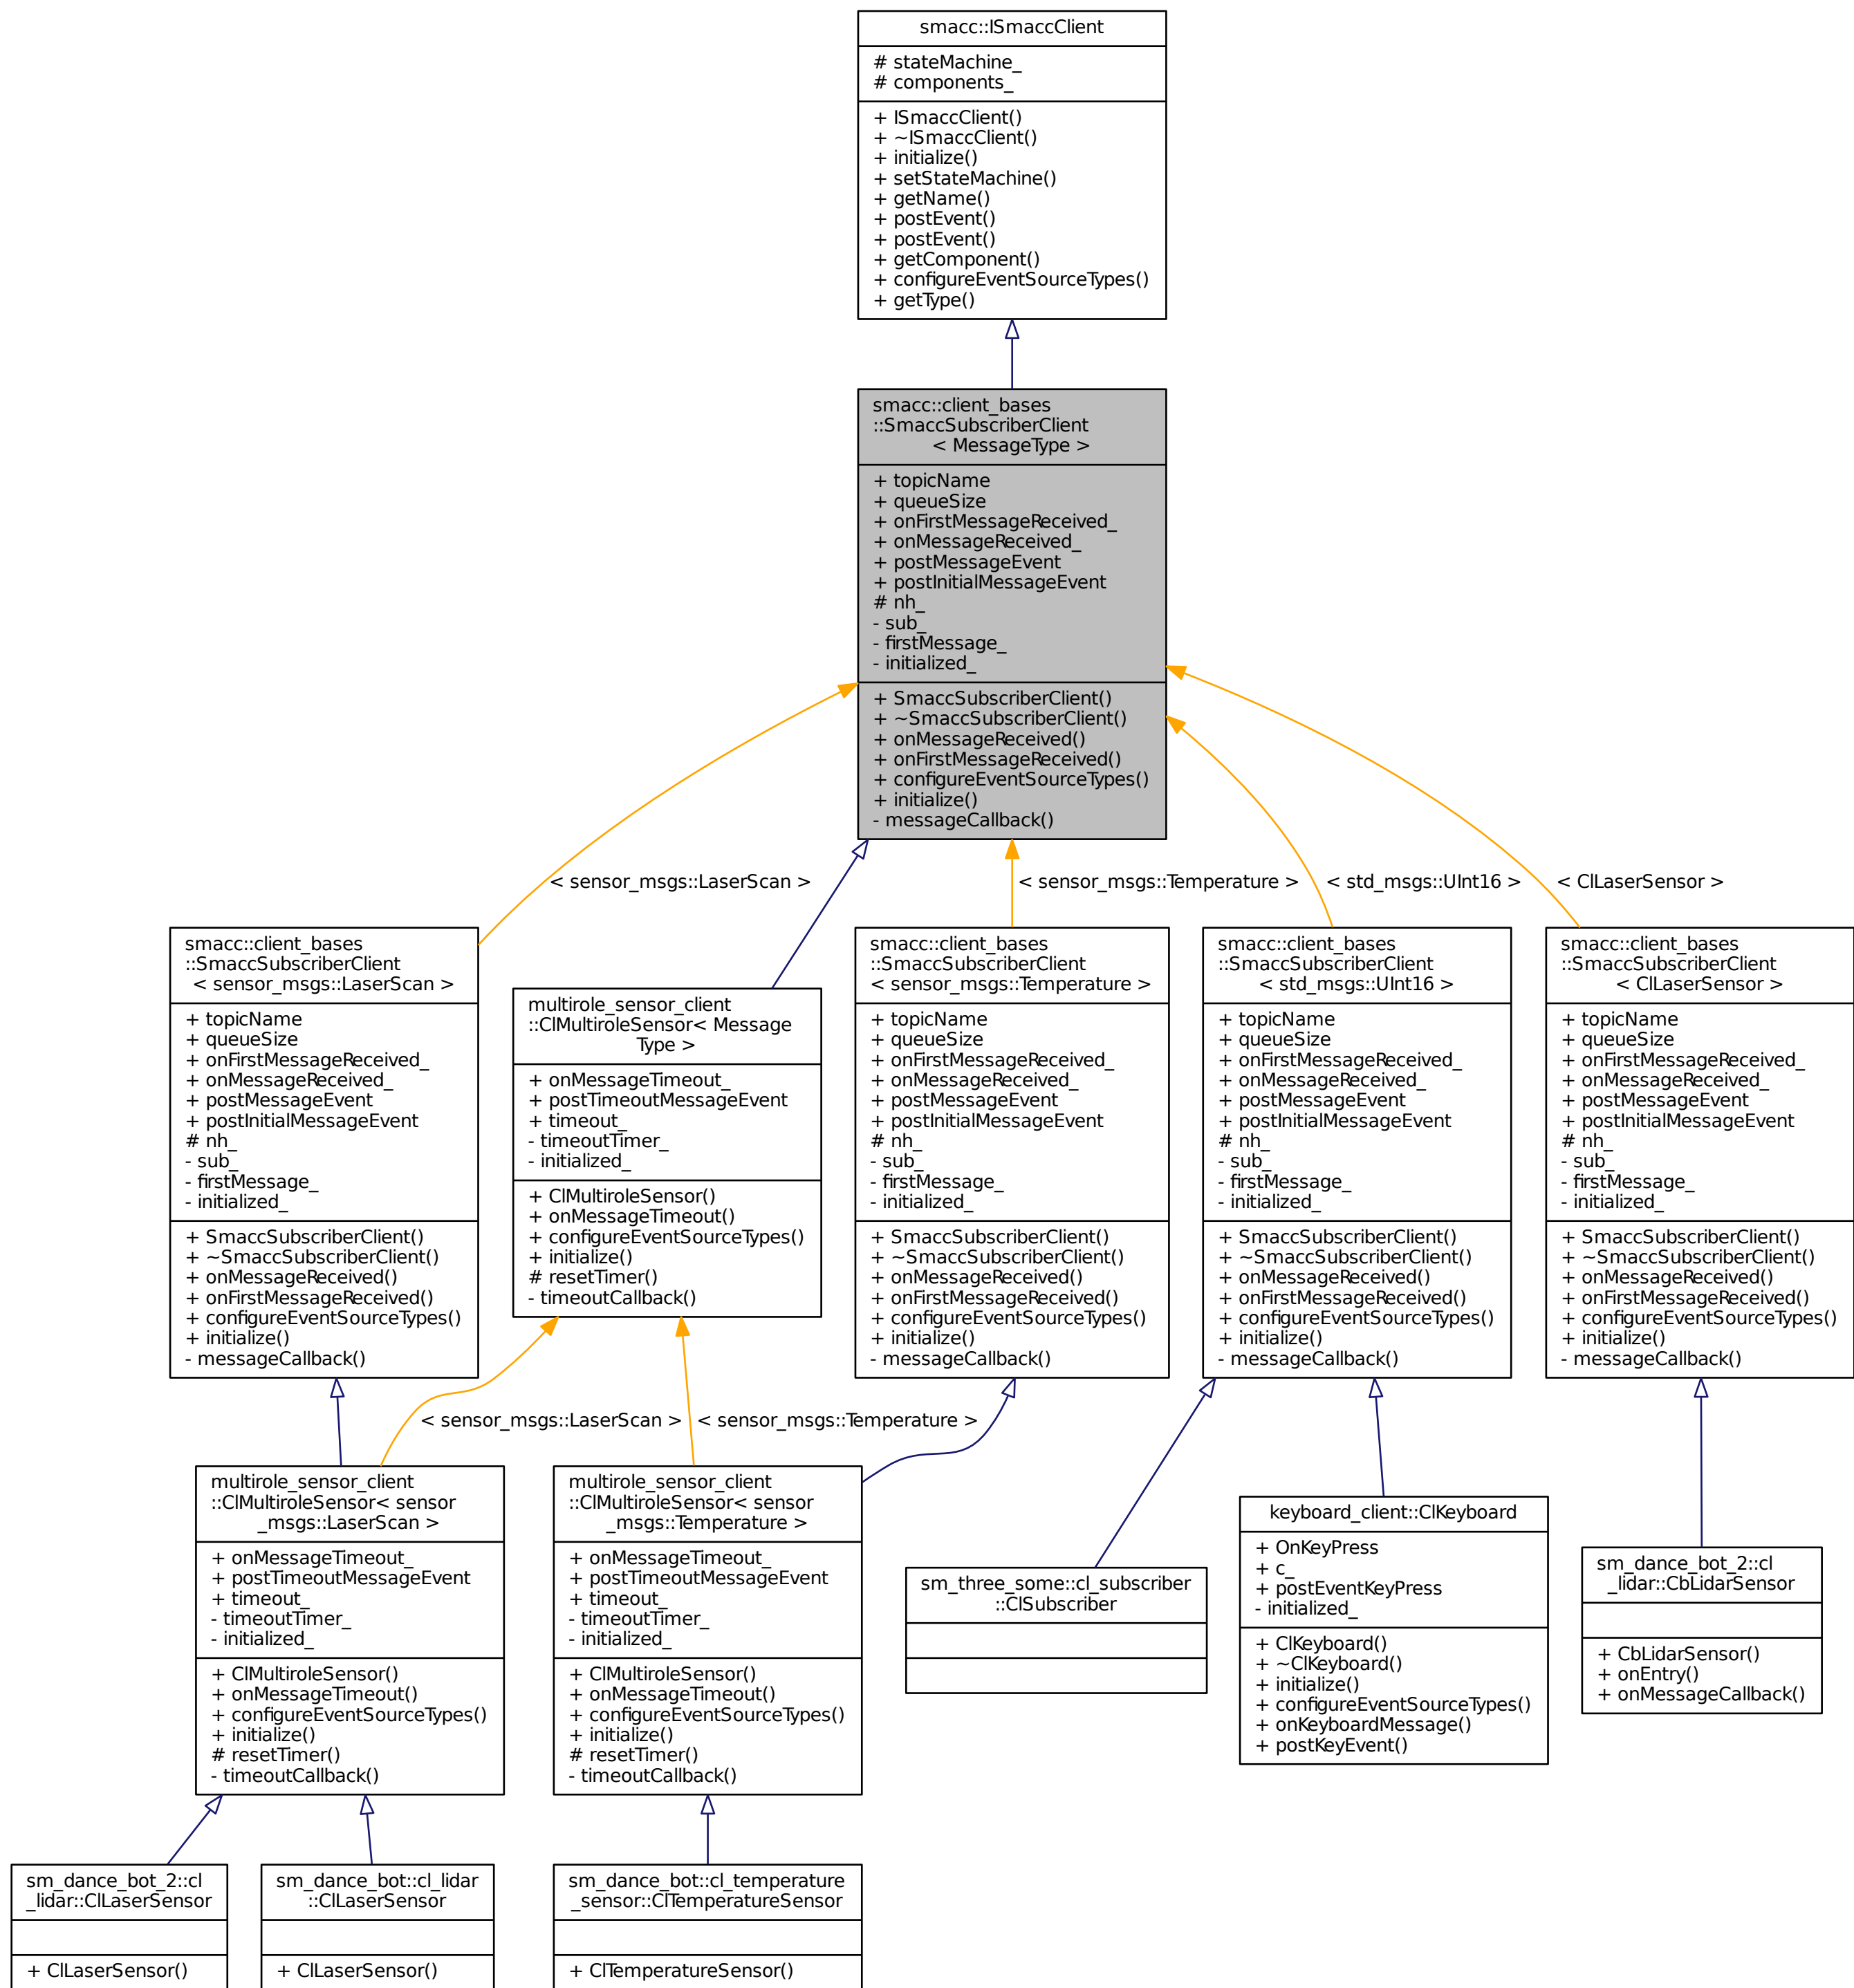 smacc::ISmaccClient
# stateMachine_
# components_
+ ISmaccClient()
+ ~ISmaccClient()
+ initialize()
+ setStateMachine()
+ getName()
+ postEvent()
+ postEvent()
+ getComponent()
+ configureEventSourceTypes()
+ getType()
smacc::client_bases
::SmaccSubscriberClient
< MessageType >
+ topicName
+ queueSize
+ onFirstMessageReceived_
+ onMessageReceived_
+ postMessageEvent
+ postInitialMessageEvent
# nh_
- sub_
- firstMessage_
- initialized_
+ SmaccSubscriberClient()
+ ~SmaccSubscriberClient()
+ onMessageReceived()
+ onFirstMessageReceived()
+ configureEventSourceTypes()
+ initialize()
- messageCallback()
< sensor_msgs::LaserScan >
< sensor_msgs::Temperature >
< std_msgs::UInt16 >
< ClLaserSensor >
smacc::client_bases
::SmaccSubscriberClient
< sensor_msgs::LaserScan >
+ topicName
+ queueSize
+ onFirstMessageReceived_
+ onMessageReceived_
+ postMessageEvent
+ postInitialMessageEvent
# nh_
- sub_
- firstMessage_
- initialized_
+ SmaccSubscriberClient()
+ ~SmaccSubscriberClient()
+ onMessageReceived()
+ onFirstMessageReceived()
+ configureEventSourceTypes()
+ initialize()
- messageCallback()
multirole_sensor_client
::ClMultiroleSensor< Message
Type >
+ onMessageTimeout_
+ postTimeoutMessageEvent
+ timeout_
- timeoutTimer_
- initialized_
+ ClMultiroleSensor()
+ onMessageTimeout()
+ configureEventSourceTypes()
+ initialize()
# resetTimer()
- timeoutCallback()
smacc::client_bases
::SmaccSubscriberClient
< sensor_msgs::Temperature >
+ topicName
+ queueSize
+ onFirstMessageReceived_
+ onMessageReceived_
+ postMessageEvent
+ postInitialMessageEvent
# nh_
- sub_
- firstMessage_
- initialized_
+ SmaccSubscriberClient()
+ ~SmaccSubscriberClient()
+ onMessageReceived()
+ onFirstMessageReceived()
+ configureEventSourceTypes()
+ initialize()
- messageCallback()
smacc::client_bases
::SmaccSubscriberClient
< std_msgs::UInt16 >
+ topicName
+ queueSize
+ onFirstMessageReceived_
+ onMessageReceived_
+ postMessageEvent
+ postInitialMessageEvent
# nh_
- sub_
- firstMessage_
- initialized_
+ SmaccSubscriberClient()
+ ~SmaccSubscriberClient()
+ onMessageReceived()
+ onFirstMessageReceived()
+ configureEventSourceTypes()
+ initialize()
- messageCallback()
smacc::client_bases
::SmaccSubscriberClient
< ClLaserSensor >
+ topicName
+ queueSize
+ onFirstMessageReceived_
+ onMessageReceived_
+ postMessageEvent
+ postInitialMessageEvent
# nh_
- sub_
- firstMessage_
- initialized_
+ SmaccSubscriberClient()
+ ~SmaccSubscriberClient()
+ onMessageReceived()
+ onFirstMessageReceived()
+ configureEventSourceTypes()
+ initialize()
- messageCallback()
< sensor_msgs::LaserScan >
< sensor_msgs::Temperature >
multirole_sensor_client
::ClMultiroleSensor< sensor
_msgs::LaserScan >
+ onMessageTimeout_
+ postTimeoutMessageEvent
+ timeout_
- timeoutTimer_
- initialized_
+ ClMultiroleSensor()
+ onMessageTimeout()
+ configureEventSourceTypes()
+ initialize()
# resetTimer()
- timeoutCallback()
multirole_sensor_client
::ClMultiroleSensor< sensor
_msgs::Temperature >
+ onMessageTimeout_
+ postTimeoutMessageEvent
+ timeout_
- timeoutTimer_
- initialized_
+ ClMultiroleSensor()
+ onMessageTimeout()
+ configureEventSourceTypes()
+ initialize()
# resetTimer()
- timeoutCallback()
sm_three_some::cl_subscriber
::ClSubscriber
keyboard_client::ClKeyboard
+ OnKeyPress
+ c_
+ postEventKeyPress
- initialized_
+ ClKeyboard()
+ ~ClKeyboard()
+ initialize()
+ configureEventSourceTypes()
+ onKeyboardMessage()
+ postKeyEvent()
sm_dance_bot_2::cl
_lidar::CbLidarSensor
+ CbLidarSensor()
+ onEntry()
+ onMessageCallback()
sm_dance_bot_2::cl
_lidar::ClLaserSensor
+ ClLaserSensor()
sm_dance_bot::cl_lidar
::ClLaserSensor
+ ClLaserSensor()
sm_dance_bot::cl_temperature
_sensor::ClTemperatureSensor
+ ClTemperatureSensor()